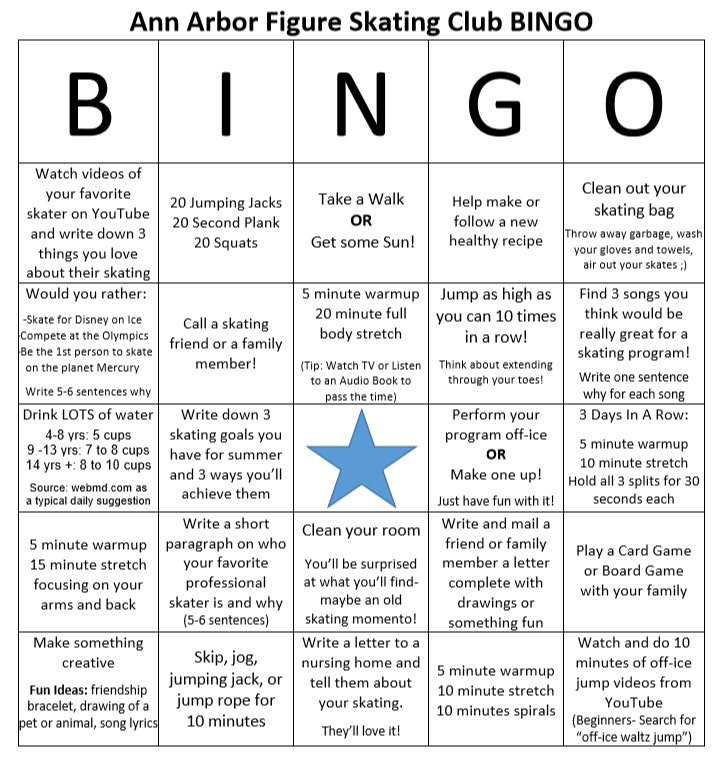 Ann Arbor Figure Skating Club BINGO
B I N G O
Watch videos of
your favorite
skater on YouTube
and write down 3
things you love
about their skating
20 Jumping Jacks
20 Second Plank
20 Squats
Take a Walk
OR
Get some Sun!
Help make or
follow a new
healthy recipe
Clean out your
skating bag
Throw away garbage, wash
your gloves and towels,
air out your skates ;)
Would you rather:
-Skate for Disney on Ice
-Compete at the Olympics
-Be the 1st person to skate
on the planet Mercury
Write 5-6 sentences why
Call a skating
friend or a family
member!
5 minute warmup
20 minute full
body stretch
(Tip: Watch TV or Listen
to an Audio Book to
pass the time)
Jump as high as
you can 10 times
in a row!
Think about extending
through your toes!
Find 3 songs you
think would be
really great for a
skating program!
Write one sentence
why for each song
Drink LOTS of water
4-8 yrs: 5 cups
9 -13 yrs: 7 to 8 cups
14 yrs +: 8 to 10 cups
Source: webmd.com as
a typical daily suggestion
Write down 3
skating goals you
have for summer
and 3 ways you'll
achieve them
Perform your
program off-ice
OR
Make one up!
Just have fun with it!
3 Days In A Row:
5 minute warmup
10 minute stretch
Hold all 3 splits for 30
seconds each
5 minute warmup
15 minute stretch
focusing on your
arms and back
Write a short
paragraph on who
your favorite
professional
skater is and why
(5-6 sentences)
Clean your room
You'll be surprised
at what you'll find-
maybe an old
skating momento!
Write and mail a
friend or family
member a letter
complete with
drawings or
something fun
Play a Card Game
or Board Game
with your family
Make something
creative
Fun Ideas: friendship
bracelet, drawing of a
pet or animal, song lyrics
Skip, jog,
jumping jack, or
jump rope for
10 minutes
Write a letter to a
nursing home and
tell them about
your skating.
They'll love it!
5 minute warmup
10 minute stretch
10 minutes spirals
Watch and do 10
minutes of off-ice
jump videos from
YouTube
(Beginners- Search for
"off-ice waltz jump")